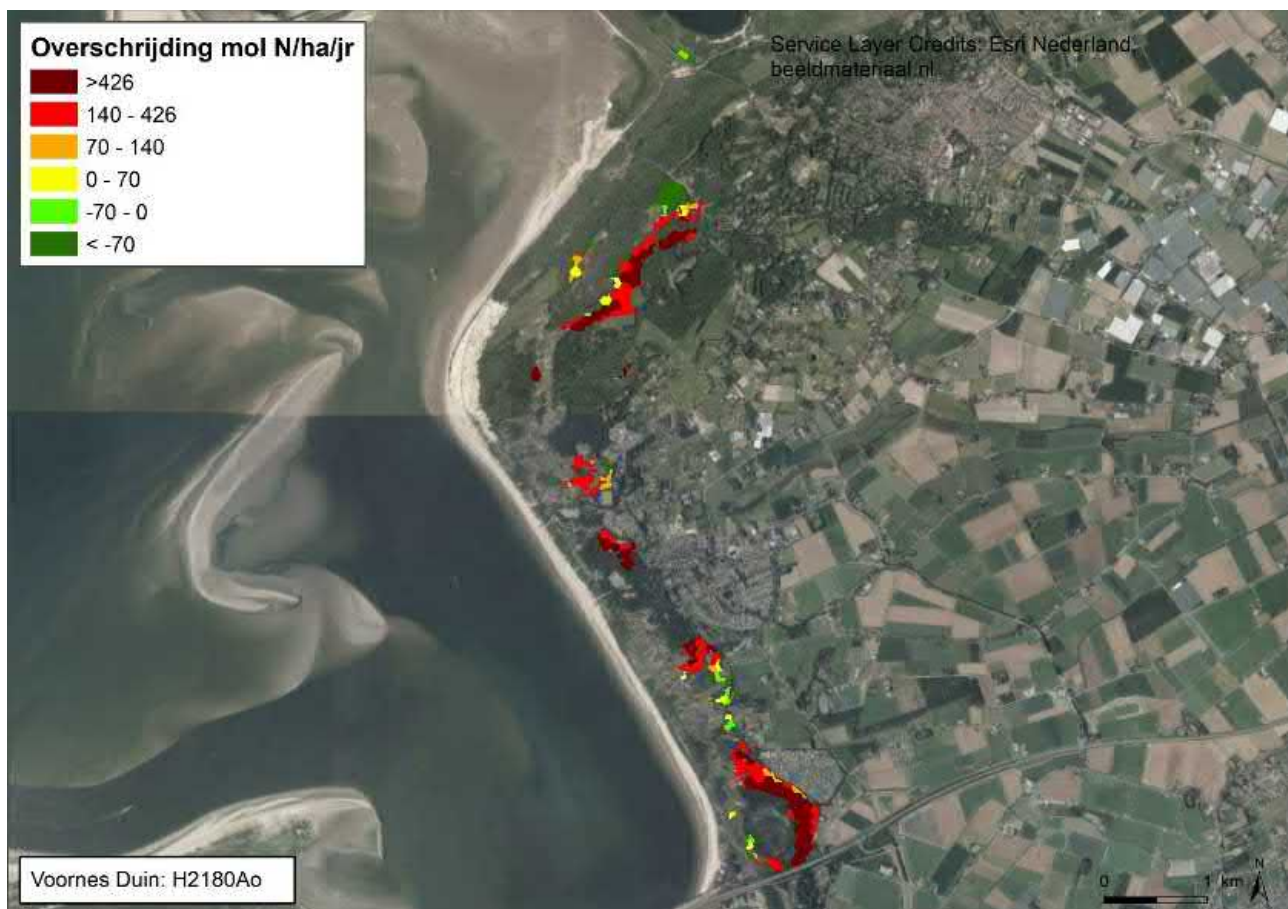 Overschrijding mol N/ha/jr
>426
140 - 426
70 - 140
0 - 70
-70 - 0
< -70
Service Layer Credits: Esri Nederland,
beeldmateriaal.nl
Voornes Duin: H2180Ao
0 1 km
N